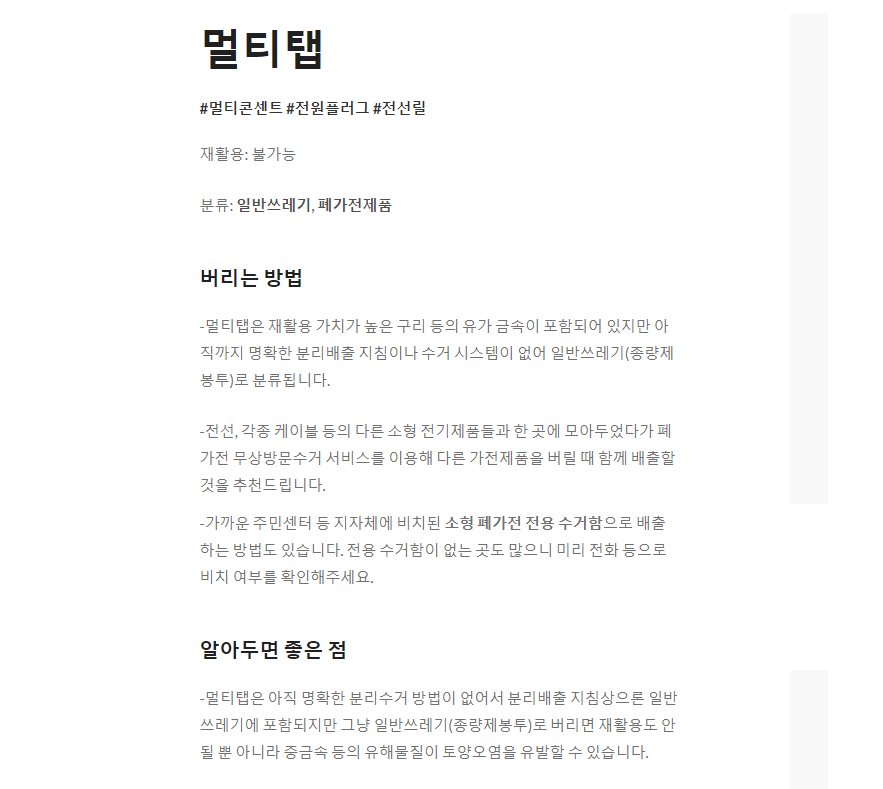 멀티탭
#멀티콘센트 #전원플러그 #전선릴
재활용: 불가능
분류: 일반쓰레기, 폐가전제품
버리는 방법
-멀티탭은 재활용 가치가 높은 구리 등의 유가 금속이 포함되어 있지만 아
직까지 명확한 분리배출 지침이나 수거 시스템이 없어 일반쓰레기(종량제
봉투)로 분류됩니다.
-전선, 각종 케이블 등의 다른 소형 전기제품들과 한 곳에 모아두었다가 폐
가전 무상방문수거 서비스를 이용해 다른 가전제품을 버릴 때 함께 배출할
것을 추천드립니다.
-가까운 주민센터 등 지자체에 비치된 소형 폐가전 전용 수거함으로 배출
하는 방법도 있습니다. 전용 수거함이 없는 곳도 많으니 미리 전화 등으로
비치 여부를 확인해주세요.
알아두면 좋은 점
-멀티탭은 아직 명확한 분리수거 방법이 없어서 분리배출 지침상으론 일반
쓰레기에 포함되지만 그냥 일반쓰레기(종량제봉투)로 버리면 재활용도 안
될 뿐 아니라 중금속 등의 유해물질이 토양오염을 유발할 수 있습니다.